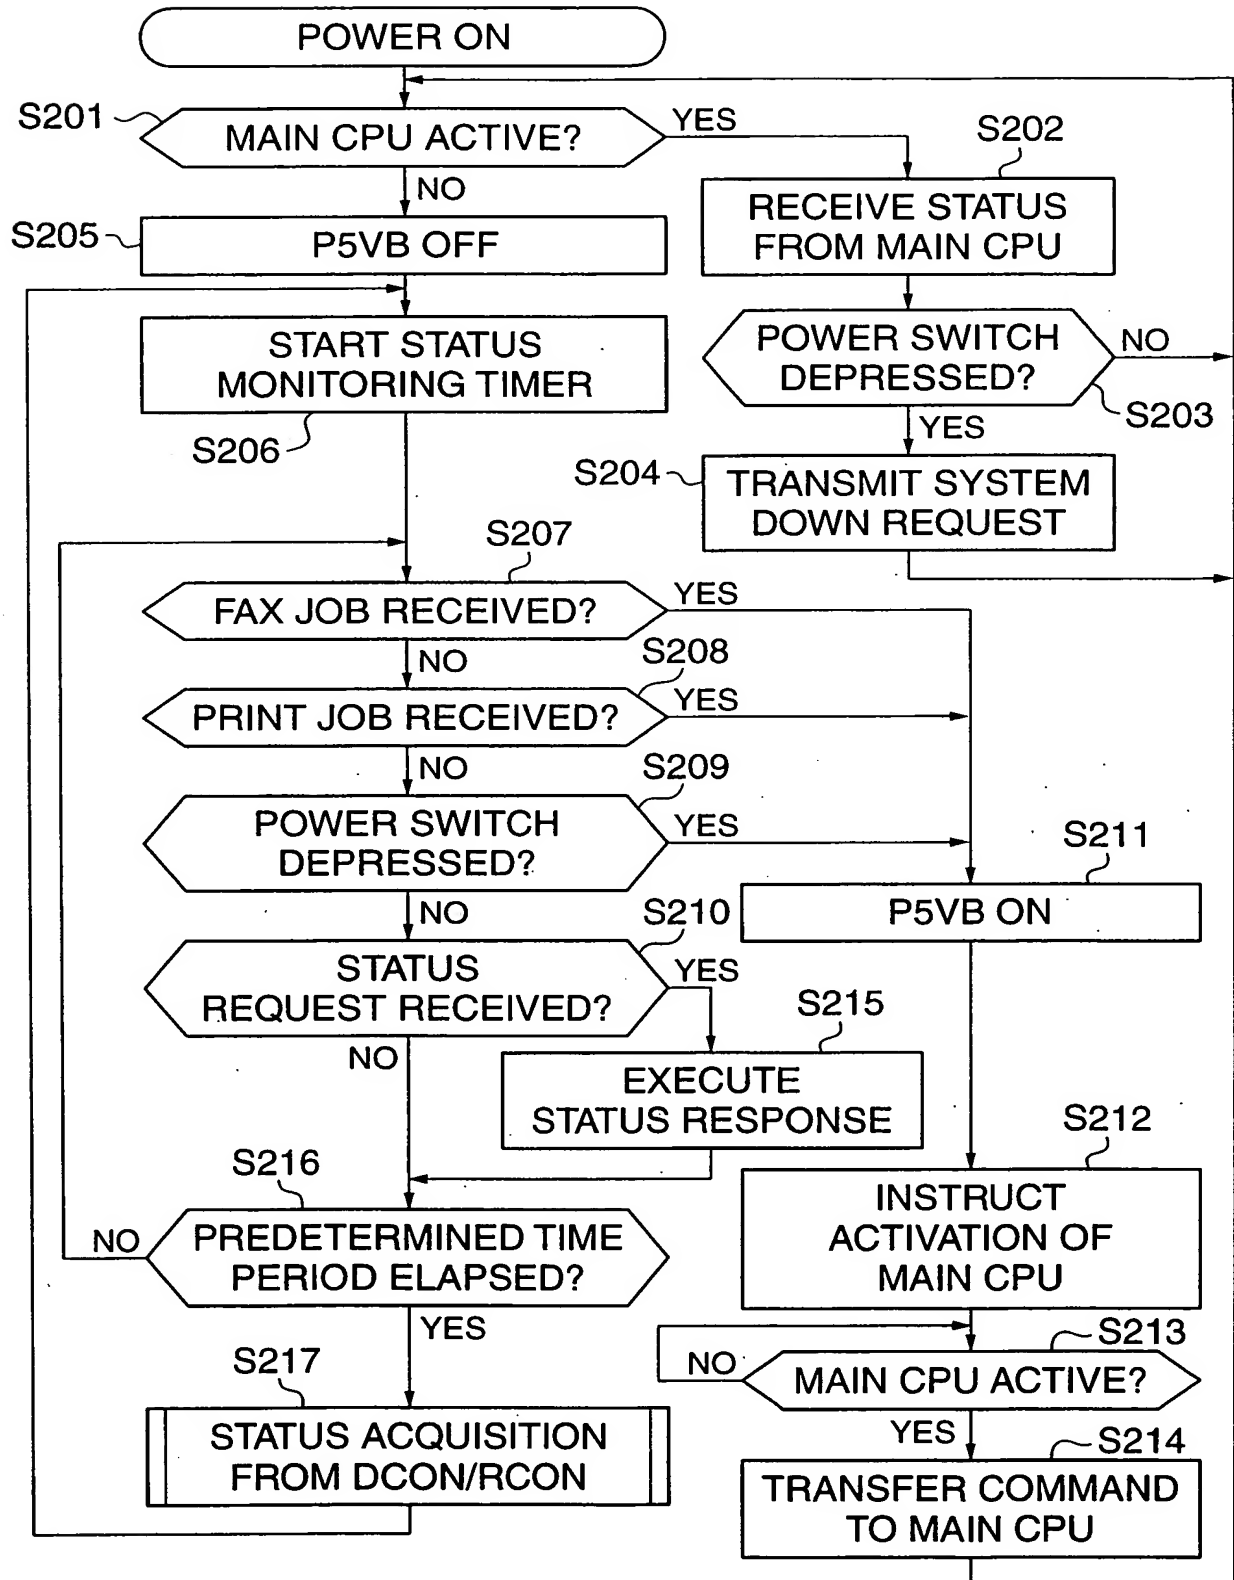 POWER ON
S201
MAIN CPU ACTIVE?
YES
NO
S202
RECEIVE STATUS
FROM MAIN CPU
S205
P5VB OFF
POWER SWITCH
DEPRESSED?
NO
S203
YES
START STATUS
MONITORING TIMER
S206
S204
TRANSMIT SYSTEM
DOWN REQUEST
S207
FAX JOB RECEIVED?
YES
NO
S208
PRINT JOB RECEIVED?
YES
NO
S209
POWER SWITCH
DEPRESSED?
YES
NO
S211
P5VB ON
S210
STATUS
REQUEST RECEIVED?
YES
NO
S215
EXECUTE
STATUS RESPONSE
S212
INSTRUCT
ACTIVATION OF
MAIN CPU
S216
PREDETERMINED TIME
PERIOD ELAPSED?
NO
YES
S213
MAIN CPU ACTIVE?
NO
YES
S217
STATUS ACQUISITION
FROM DCON/RCON
S214
TRANSFER COMMAND
TO MAIN CPU